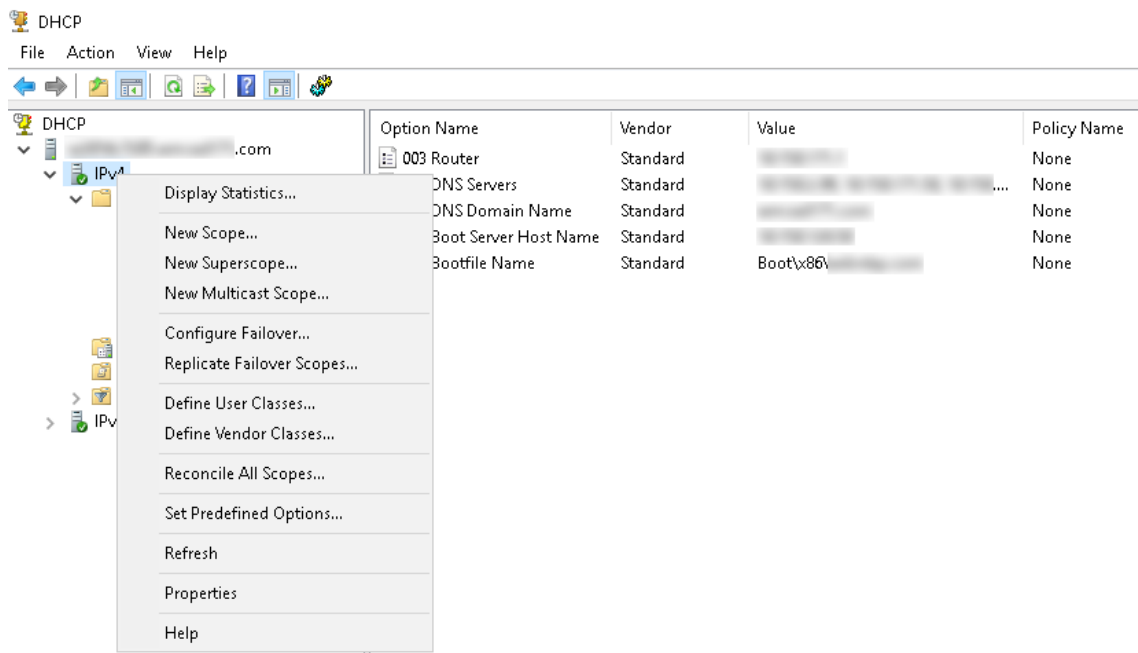 DHCP
File Action View Help
DHCP
.com
IPv4
IPv
Display Statistics...
New Scope...
New Superscope...
New Multicast Scope...
Configure Failover...
Replicate Failover Scopes...
Define User Classes...
Define Vendor Classes...
Reconcile All Scopes...
Set Predefined Options...
Refresh
Properties
Help
Option Name Vendor Value Policy Name
003 Router Standard None
DNS Servers Standard .... None
DNS Domain Name Standard None
Boot Server Host Name Standard None
Bootfile Name Standard Boot\x86\ None